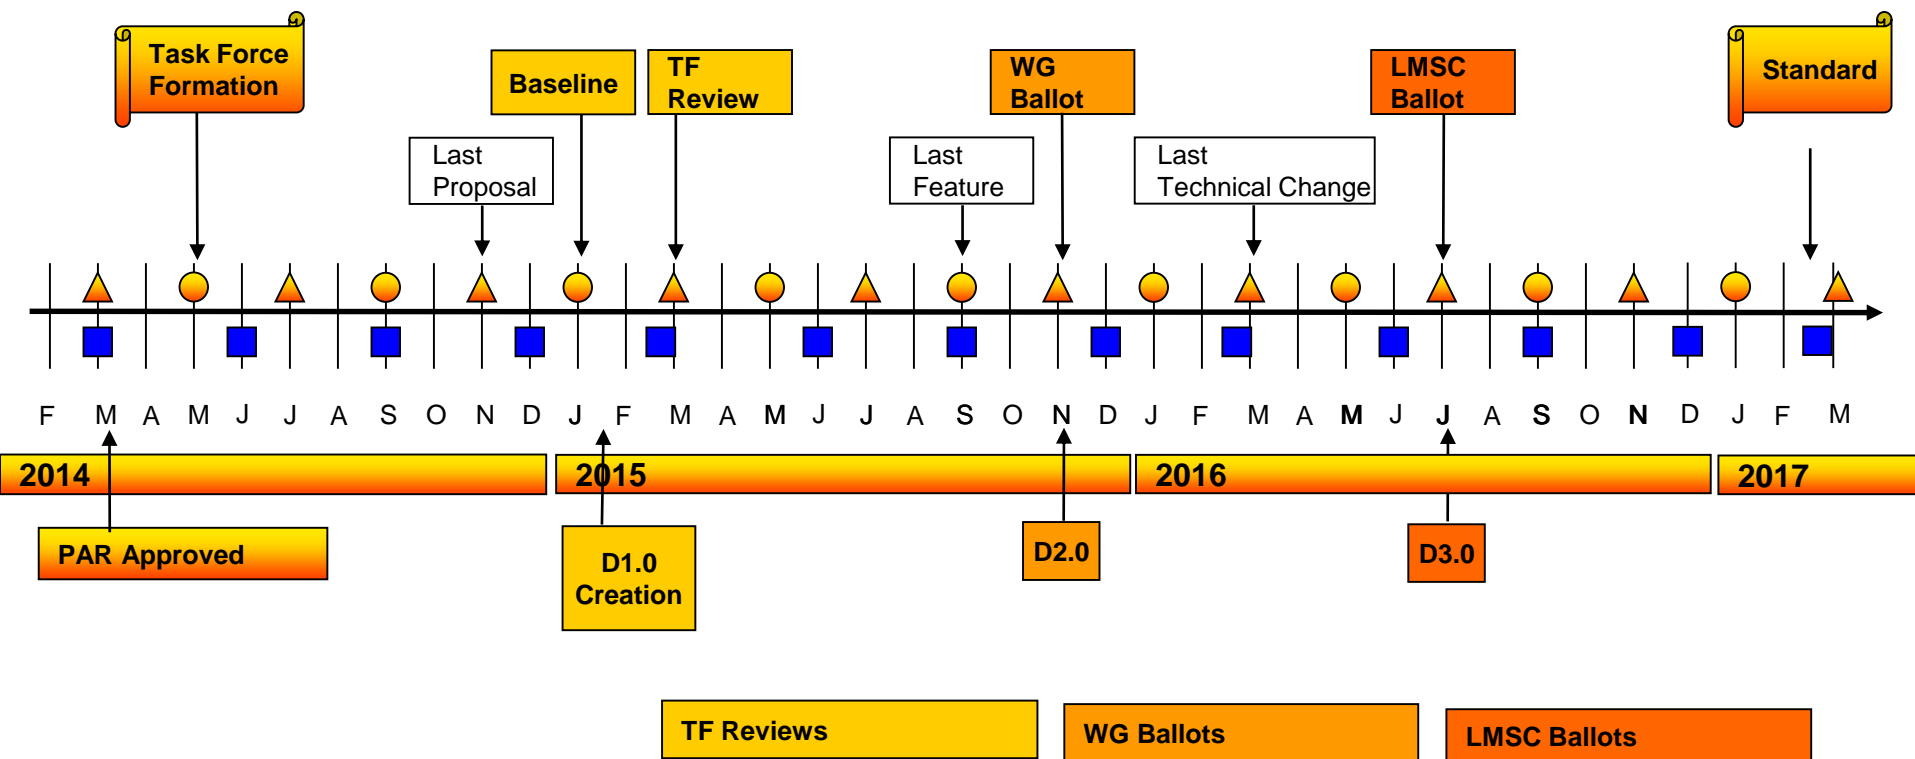 Task Force
Formation
Baseline
TF
Review
WG
Ballot
LMSC
Ballot
Standard
Last
Proposal
Last
Feature
Last
Technical Change
F M A M J J A S O N D J F M A M J J A S O N D J F M A M J J A S O N D J F M
2014 2015 2016 2017
PAR Approved
D1.0
Creation
D2.0
D3.0
TF Reviews
WG Ballots
LMSC Ballots